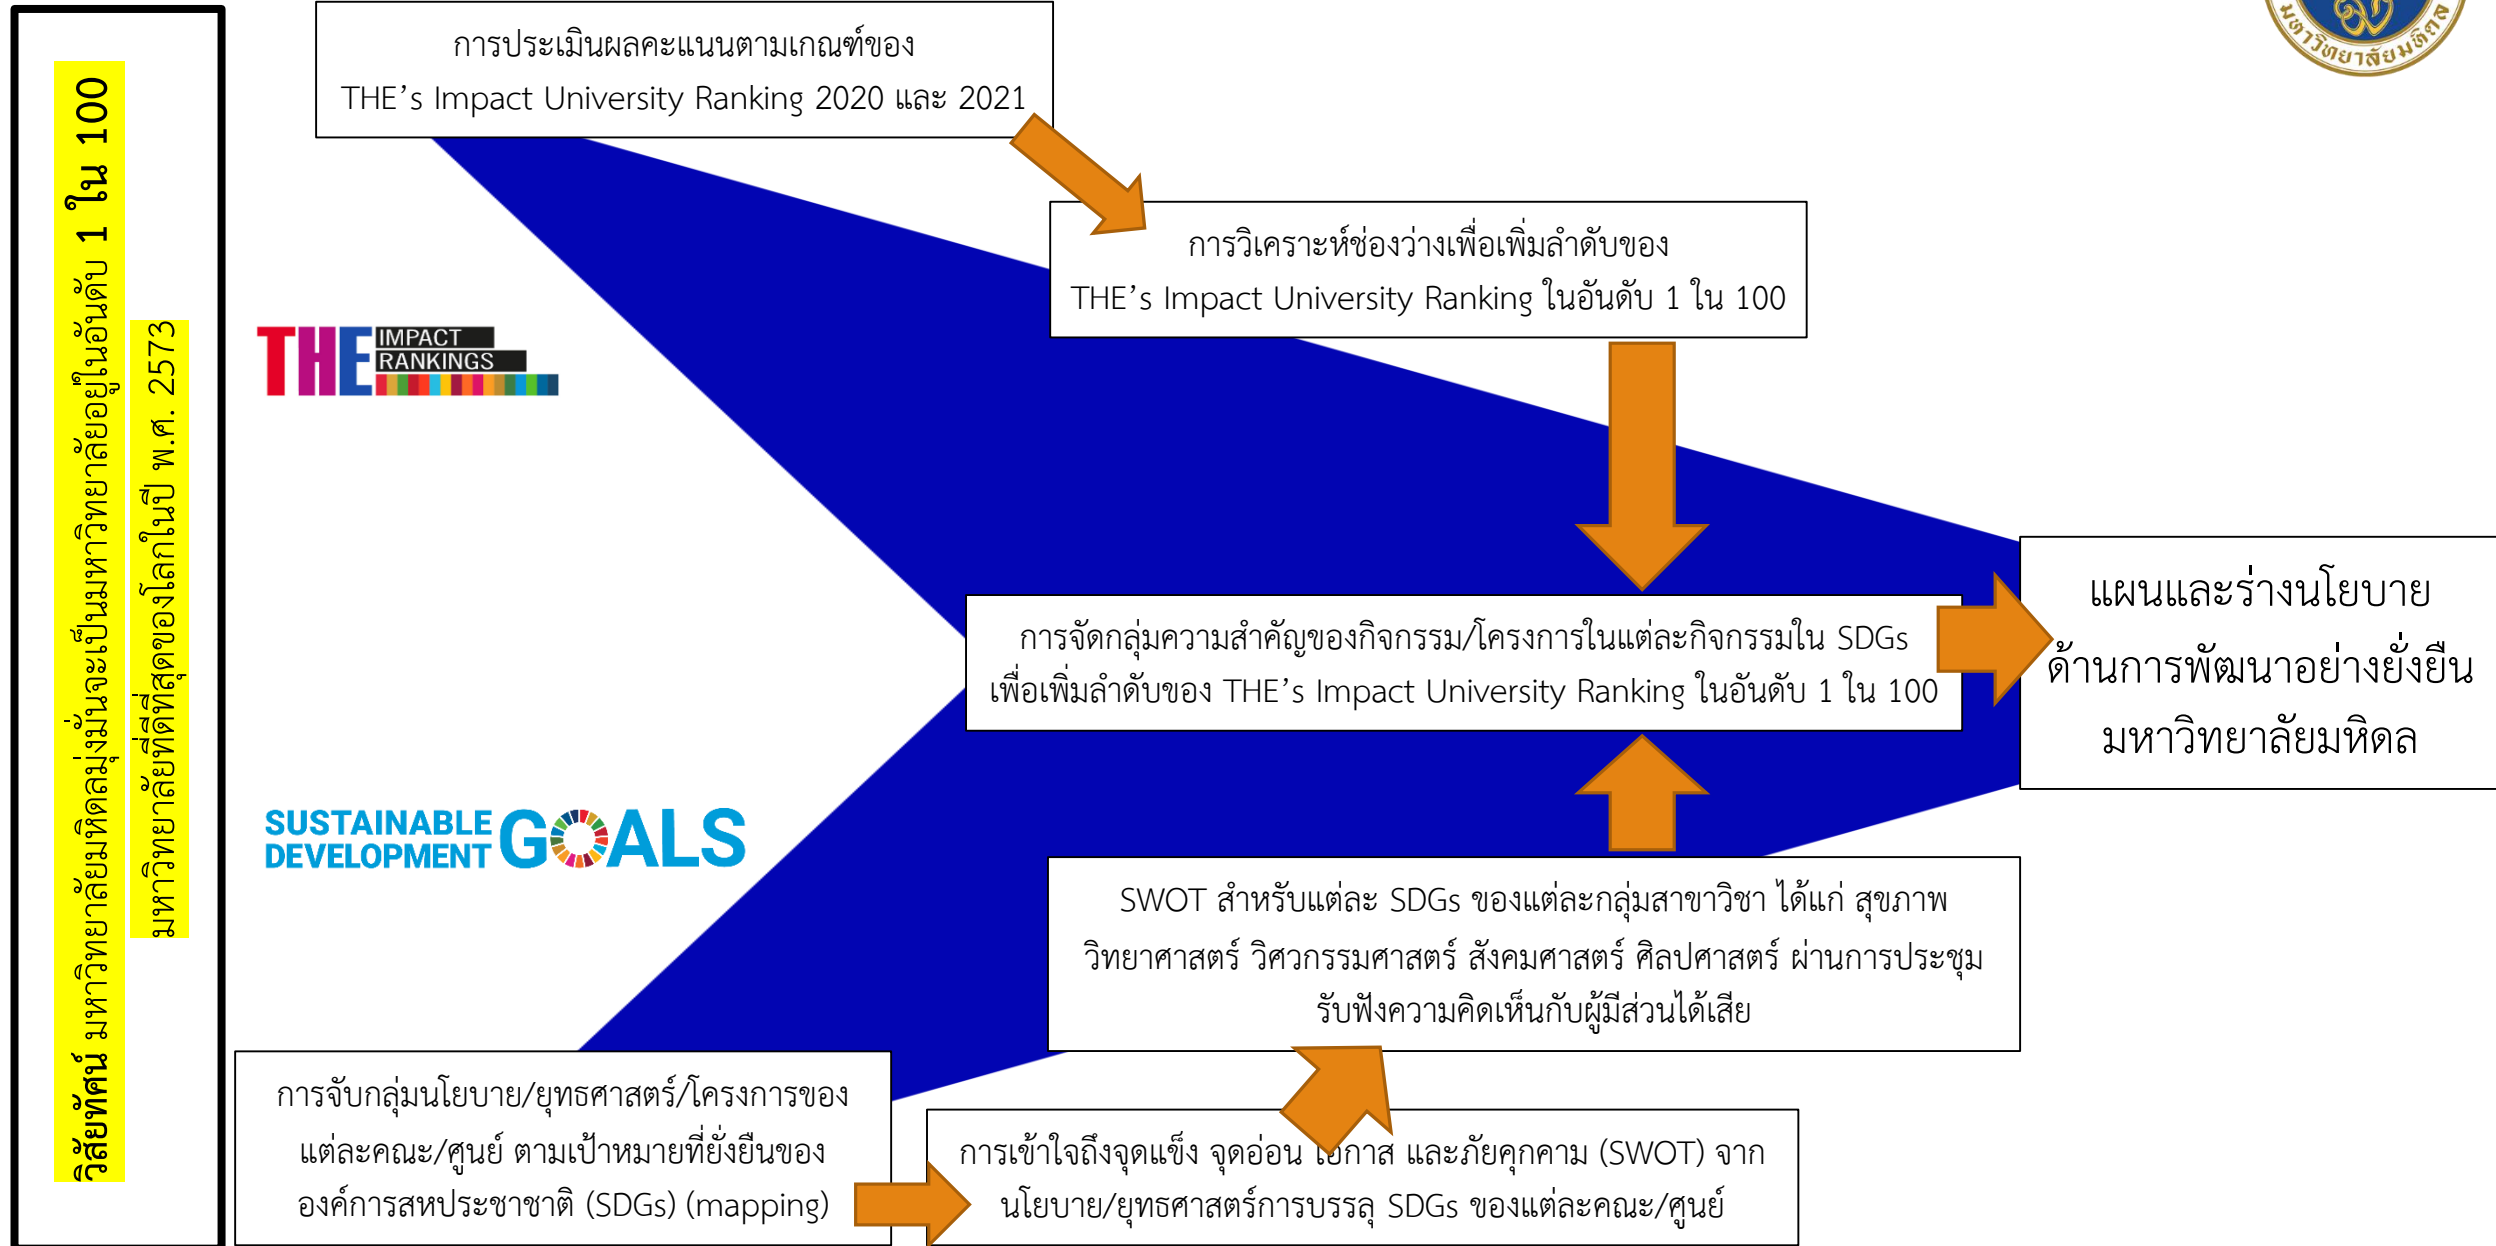 วิสัยทัศน์ มหาวิทยาลัยมหิดลมุ่งมั่นจะเป็นมหาวิทยาลัยอยู่ในอันดับ 1 ใน 100
มหาวิทยาลัยที่ดีที่สุดของโลกในปี พ.ศ. 2573
การประเมินผลคะแนนตามเกณฑ์ของ
THE’s Impact University Ranking 2020 และ 2021
มหาวิทยาลัยมหิดล
การวิเคราะห์ช่องว่างเพื่อเพิ่มลำดับของ
THE’s Impact University Ranking ในอันดับ 1 ใน 100
THE IMPACT
RANKINGS
การจัดกลุ่มความสำคัญของกิจกรรม/โครงการในแต่ละกิจกรรมใน SDGs
เพื่อเพิ่มลำดับของ THE’s Impact University Ranking ในอันดับ 1 ใน 100
แผนและร่างนโยบาย
ด้านการพัฒนาอย่างยั่งยืน
มหาวิทยาลัยมหิดล
SUSTAINABLE
DEVELOPMENT GOALS
SWOT สำหรับแต่ละ SDGs ของแต่ละกลุ่มสาขาวิชา ได้แก่ สุขภาพ
วิทยาศาสตร์ วิศวกรรมศาสตร์ สังคมศาสตร์ ศิลปศาสตร์ ผ่านการประชุม
รับฟังความคิดเห็นกับผู้มีส่วนได้เสีย
การจับกลุ่มนโยบาย/ยุทธศาสตร์/โครงการของ
แต่ละคณะ/ศูนย์ ตามเป้าหมายที่ยั่งยืนของ
องค์การสหประชาชาติ (SDGs) (mapping)
การเข้าใจถึงจุดแข็ง จุดอ่อน โอกาส และภัยคุกคาม (SWOT) จาก
นโยบาย/ยุทธศาสตร์การบรรลุ SDGs ของแต่ละคณะ/ศูนย์